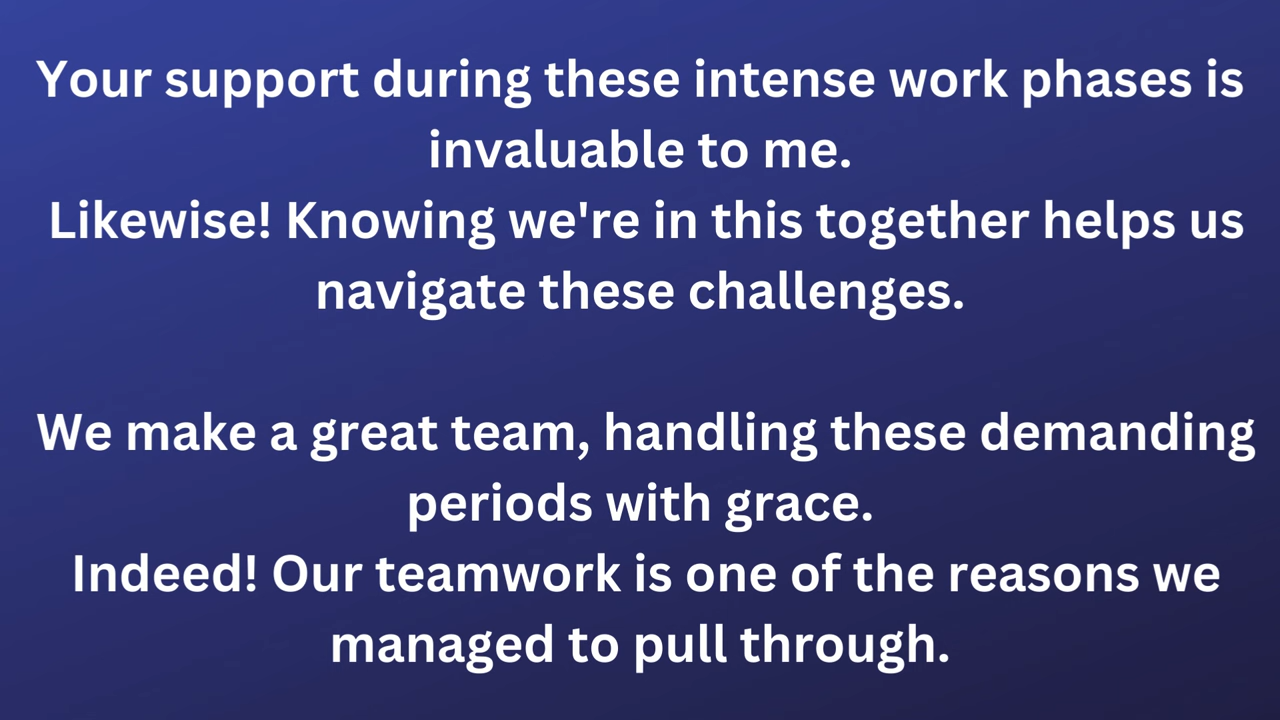 Your support during these intense work phases is
invaluable to me.
Likewise! Knowing we're in this together helps us
navigate these challenges.
We make a great team, handling these demanding
periods with grace.
Indeed! Our teamwork is one of the reasons we
managed to pull through.